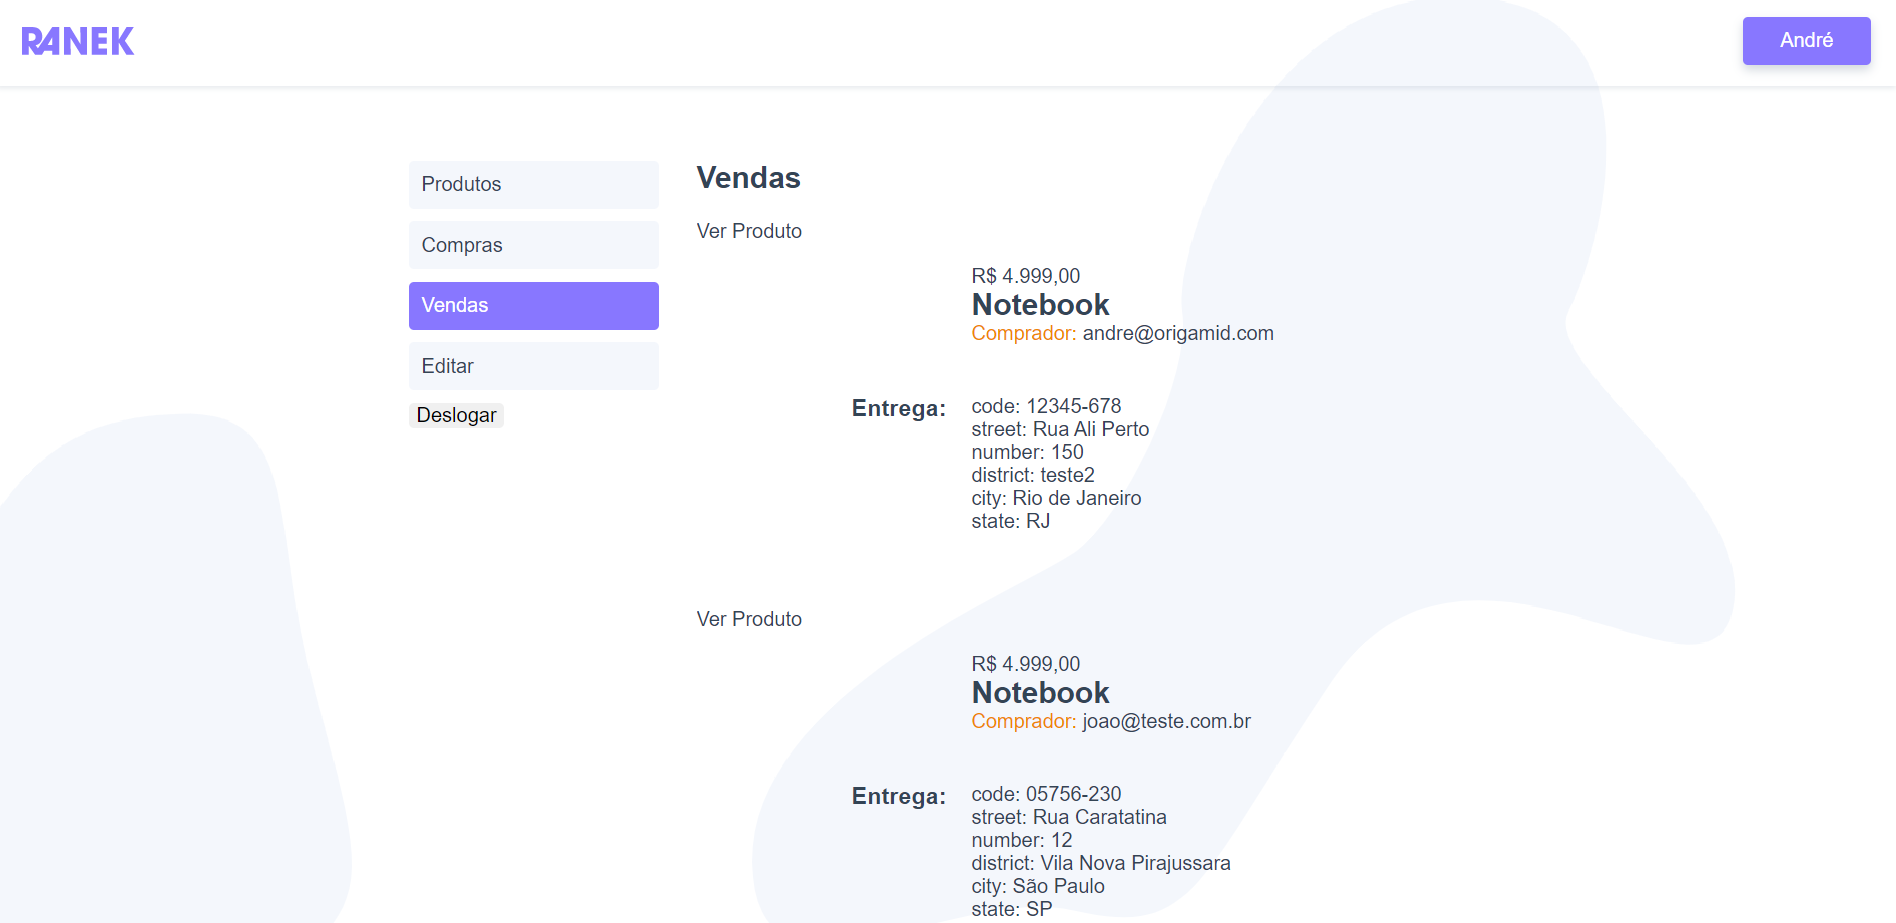 RANEK
André
Produtos
Compras
Vendas
Editar
Deslogar
Vendas
Ver Produto
R$ 4.999,00
Notebook
Comprador: andre@origamid.com
Entrega:
code: 12345-678
street: Rua Ali Perto
number: 150
district: teste2
city: Rio de Janeiro
state: RJ
Ver Produto
R$ 4.999,00
Notebook
Comprador: joao@teste.com.br
Entrega:
code: 05756-230
street: Rua Caratatina
number: 12
district: Vila Nova Pirajussara
city: São Paulo
state: SP